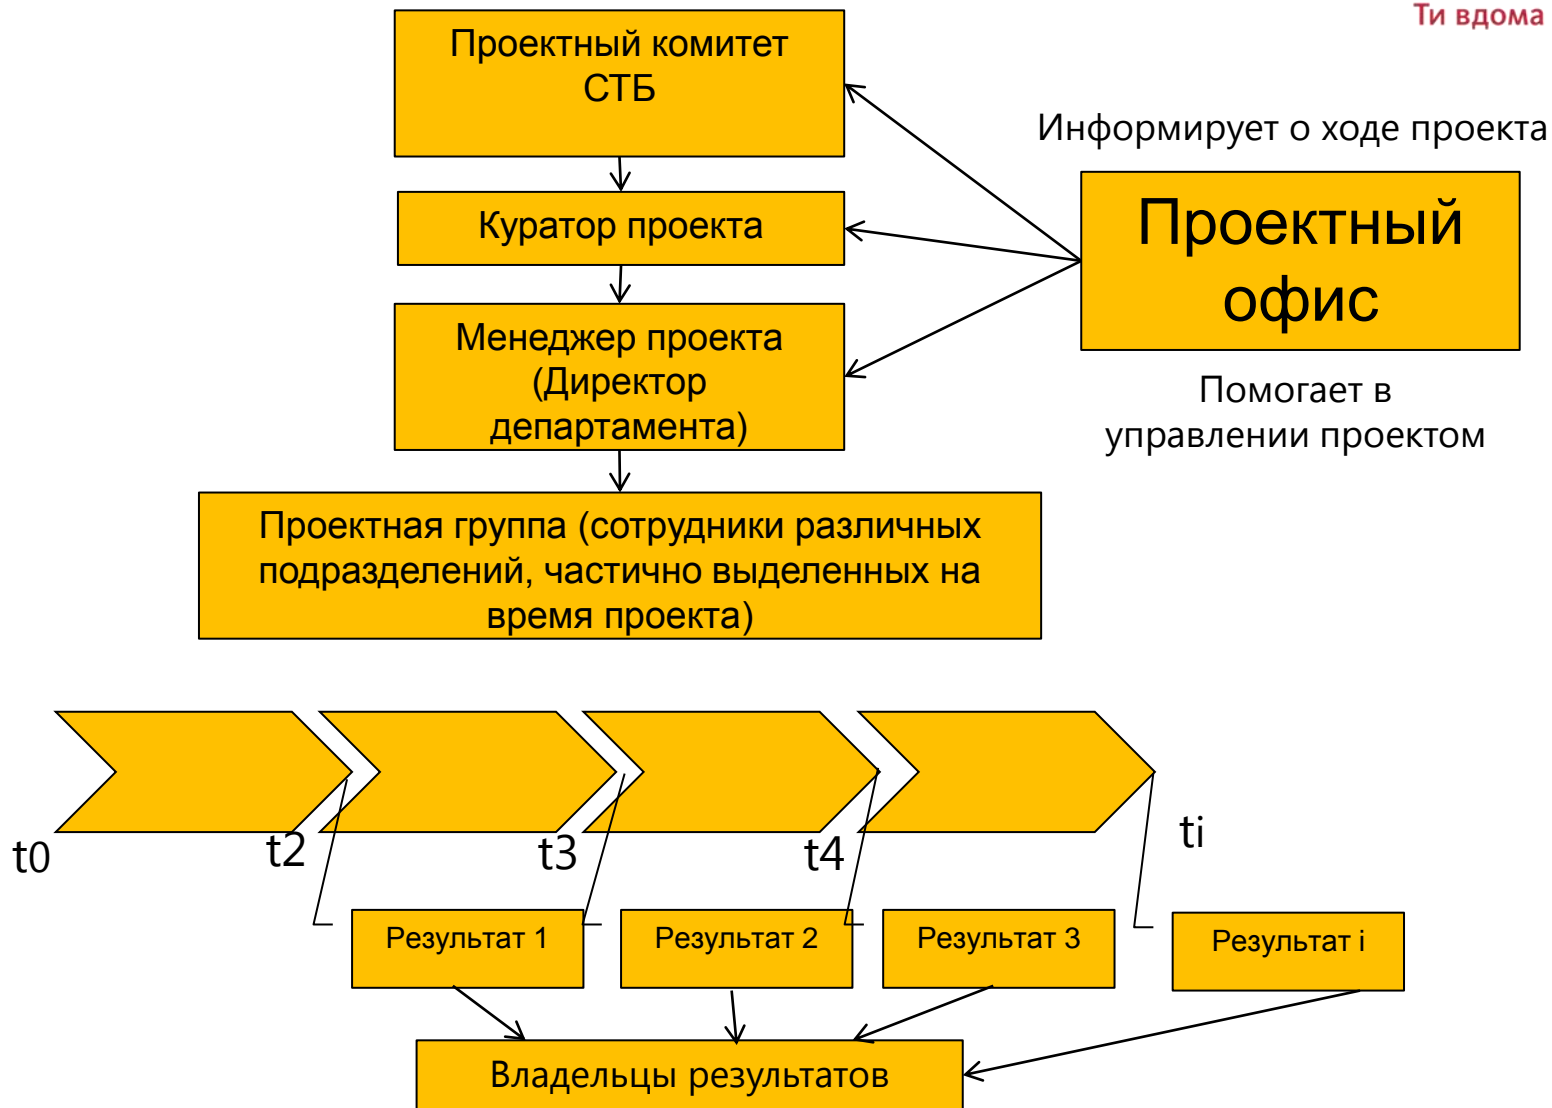 Ти вдома
Проектный комитет
СТБ
Информирует о ходе проекта
Куратор проекта
Проектный
офис
Менеджер проекта
(Директор
департамента)
Помогает в
управлении проектом
Проектная группа (сотрудники различных
подразделений, частично выделенных на
время проекта)
t0
t2
t3
t4
ti
Результат 1
Результат 2
Результат 3
Результат i
Владельцы результатов